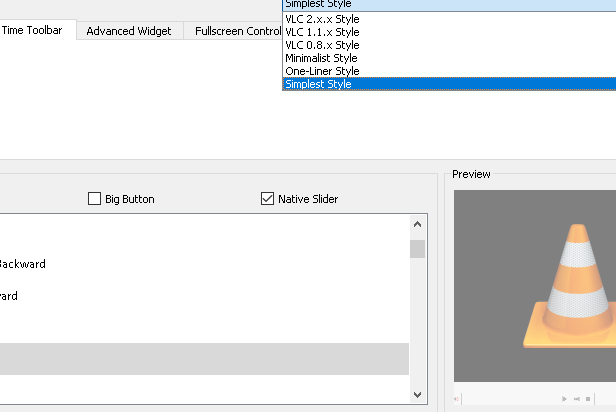 Simplest Style
VLC 2.x.x Style
VLC 1.1.x Style
VLC 0.8.x Style
Minimalist Style
One-Liner Style
Simplest Style
Time Toolbar
Advanced Widget
Fullscreen Control
Big Button
Native Slider
Preview
Backward
ward